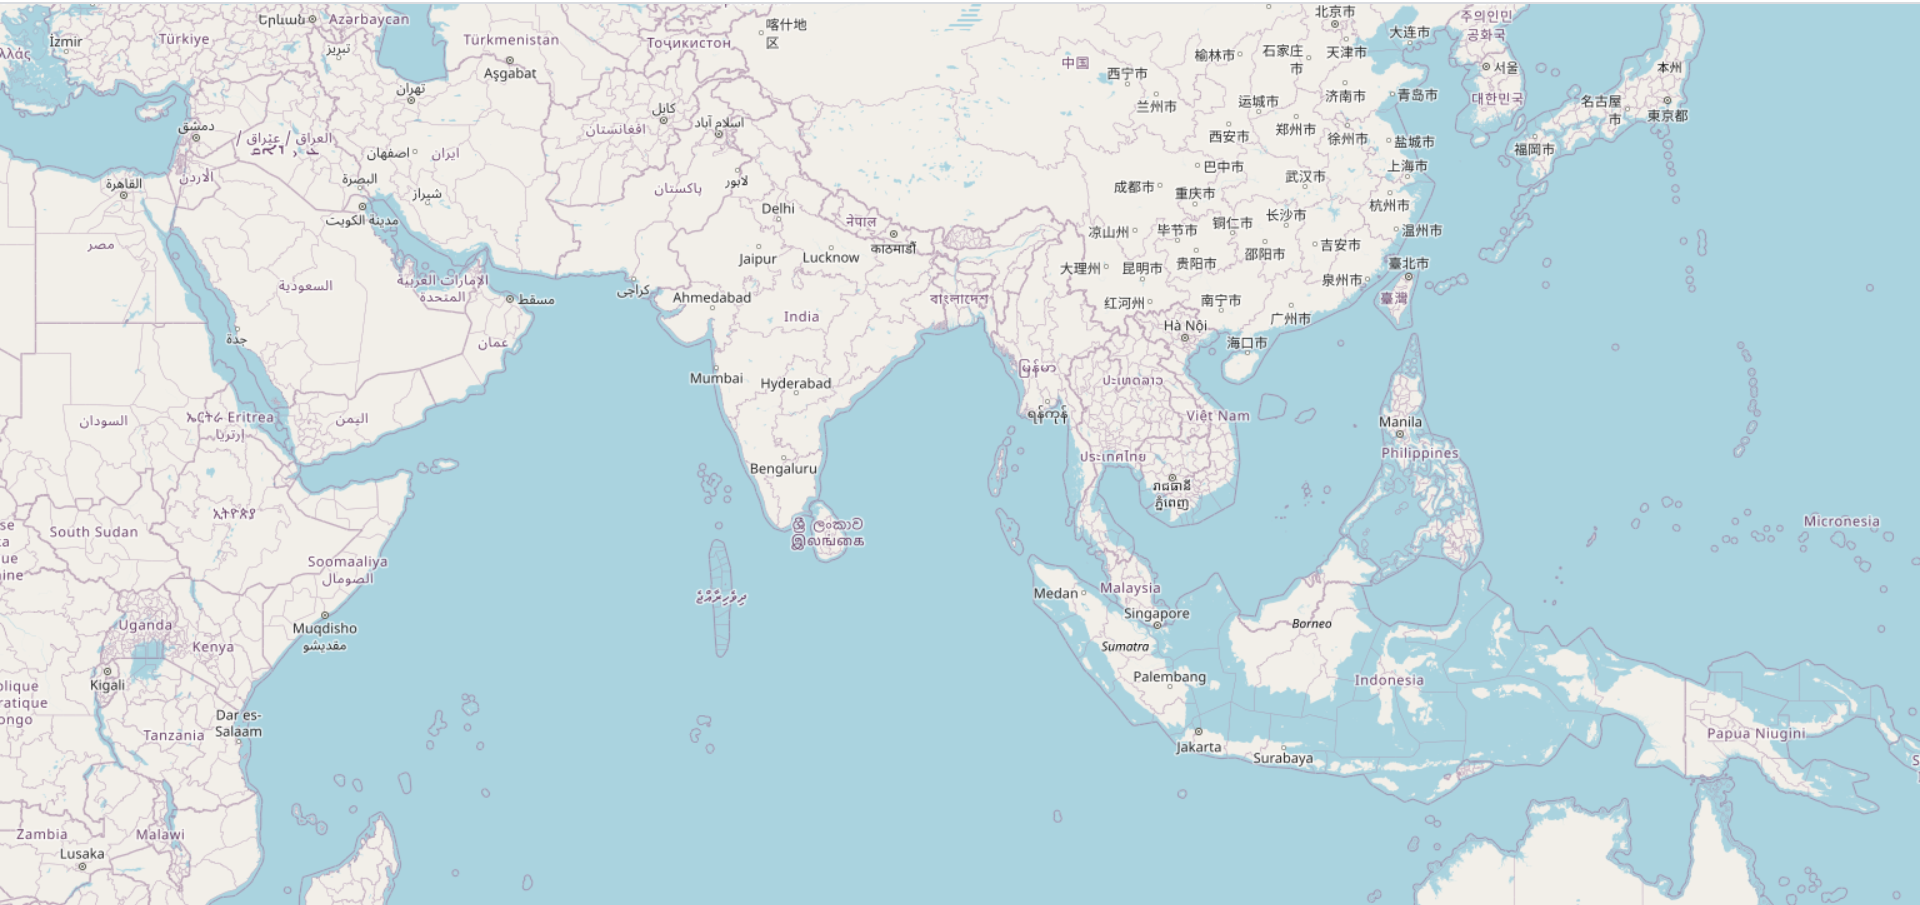 Երևան
Azərbaycan
İzmir
Türkiye
λλάς
تبریز
Türkmenistan
Aşgabat
Тоҷикистон
喀什地
区
تهران
کابل
اسلام آباد
افغانستان
دمشق
العراق / عێراق /
اصفهان
ایران
البصرة
شیراز
الأردن
القاهرة
مصر
مدينة الكويت
پاکستان
لاہور
السعودية
الإمارات العربية
المتحدة
مسقط
عمان
کراچی
جدة
السودان
ኤርትራ Eritrea
إرتريا
اليمن
Delhi
नेपाल
काठमाडौं
Jaipur
Lucknow
Ahmedabad
India
বাংলাদেশ
Mumbai
Hyderabad
Bengaluru
ශ්‍රී ලංකාව
இலங்கை
ދިވެހިރާއްޖެ
中国
北京市
大连市
榆林市
石家庄
市
天津市
西宁市
兰州市
运城市
济南市
青岛市
西安市
郑州市
徐州市
盐城市
巴中市
上海市
成都市
重庆市
武汉市
杭州市
凉山州
毕节市
铜仁市
长沙市
温州市
大理州
昆明市
贵阳市
邵阳市
吉安市
泉州市
臺北市
臺灣
红河州
南宁市
广州市
海口市
주의인민
공화국
서울
대한민국
本州
名古屋
市
東京都
福岡市
Hà Nội
မြန်မာ
ရန်ကုန်
ປະເທດລາວ
Việt Nam
ประเทศไทย
រាជធានី
ភ្នំពេញ
Manila
Philippines
Micronesia
Medan
Malaysia
Singapore
Borneo
Sumatra
Palembang
Indonesia
Jakarta
Surabaya
Papua Niugini
South Sudan
ኢትዮጵያ
Soomaaliya
الصومال
Muqdisho
مقديشو
Uganda
Kenya
Kigali
blique
ratique
ongo
Dar es-
Salaam
Tanzania
Zambia
Malawi
Lusaka